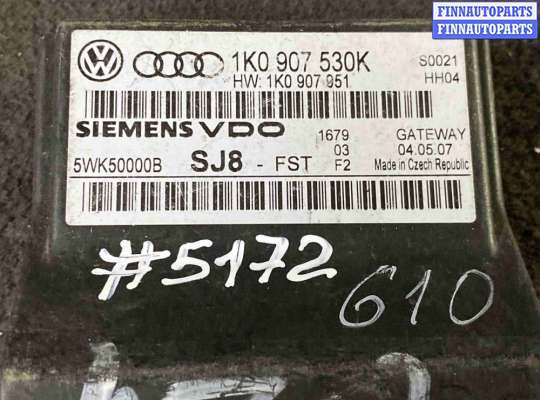 FINNAUTOPARTS
FINNAUTOPARTS
1K0 907 530K S0021
HW: 1K0 907 951 HH04
SIEMENS VDO 1679 GATEWAY
03 04.05.07
5WK50000B SJ8 - FST F2 Made in Czech Republic
#5172
610